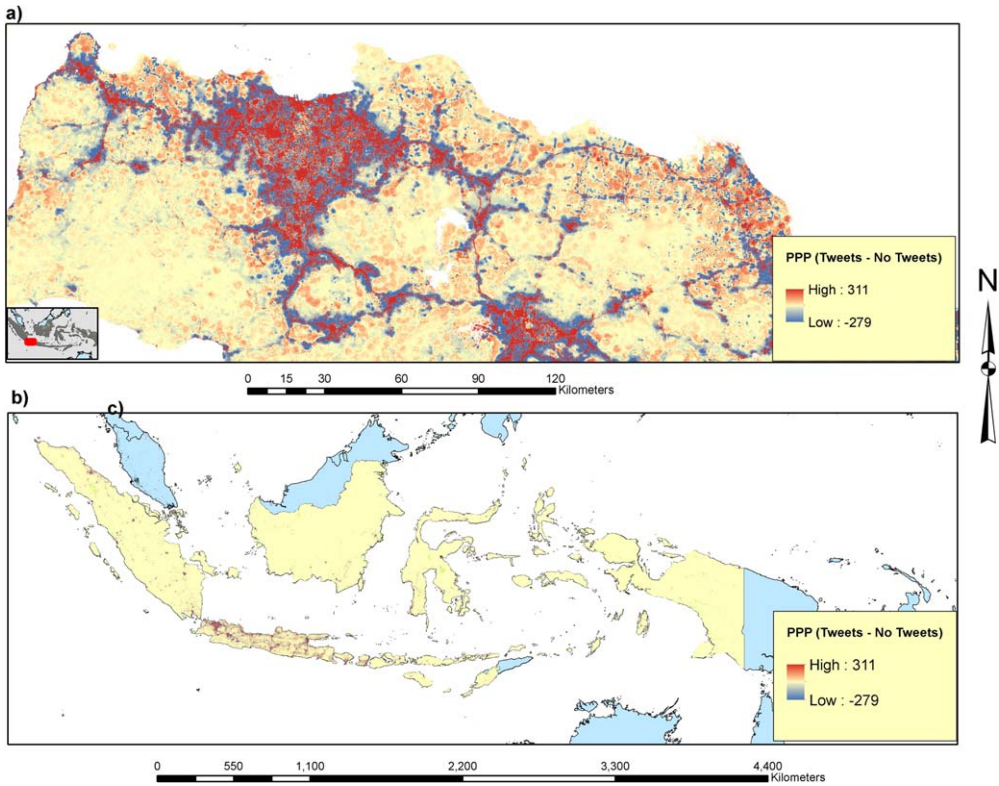 a)
PPP (Tweets - No Tweets)
High : 311
Low : -279
N
0 15 30 60 90 120
Kilometers
b)
c)
PPP (Tweets - No Tweets)
High : 311
Low : -279
0 550 1,100 2,200 3,300 4,400
Kilometers